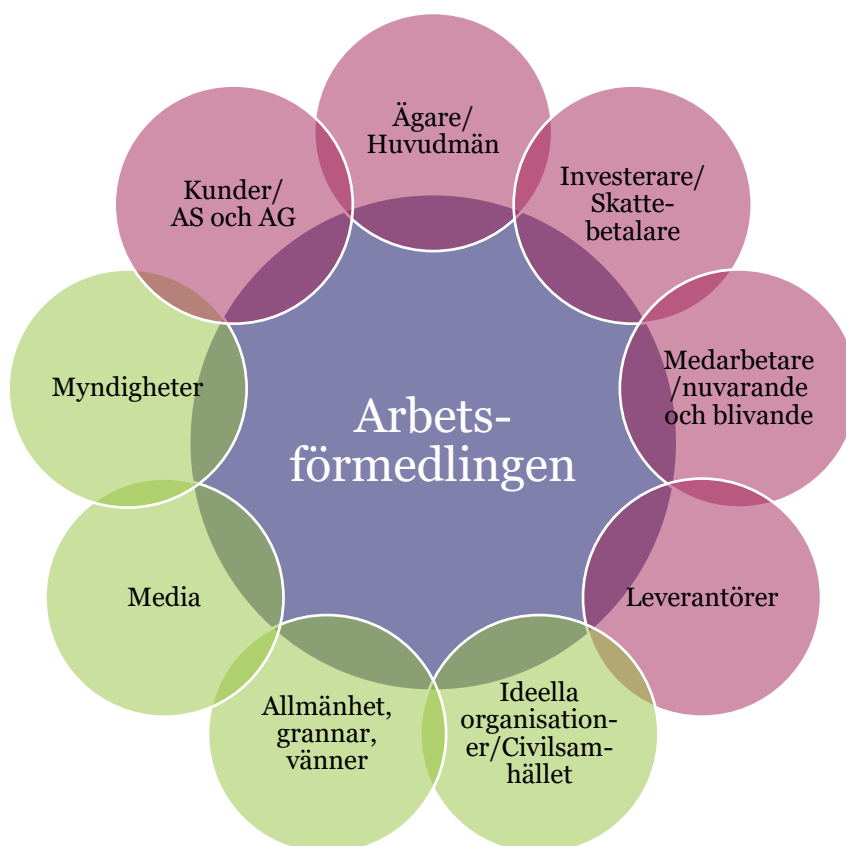 Ägare/
Huvudmän
Investerare/
Skatte-
betalare
Medarbetare
/nuvarande
och blivande
Leverantörer
Ideella
organisation-
er/Civilsam-
hället
Allmänhet,
grannar,
vänner
Media
Myndigheter
Kunder/
AS och AG
Arbets-
förmedlingen